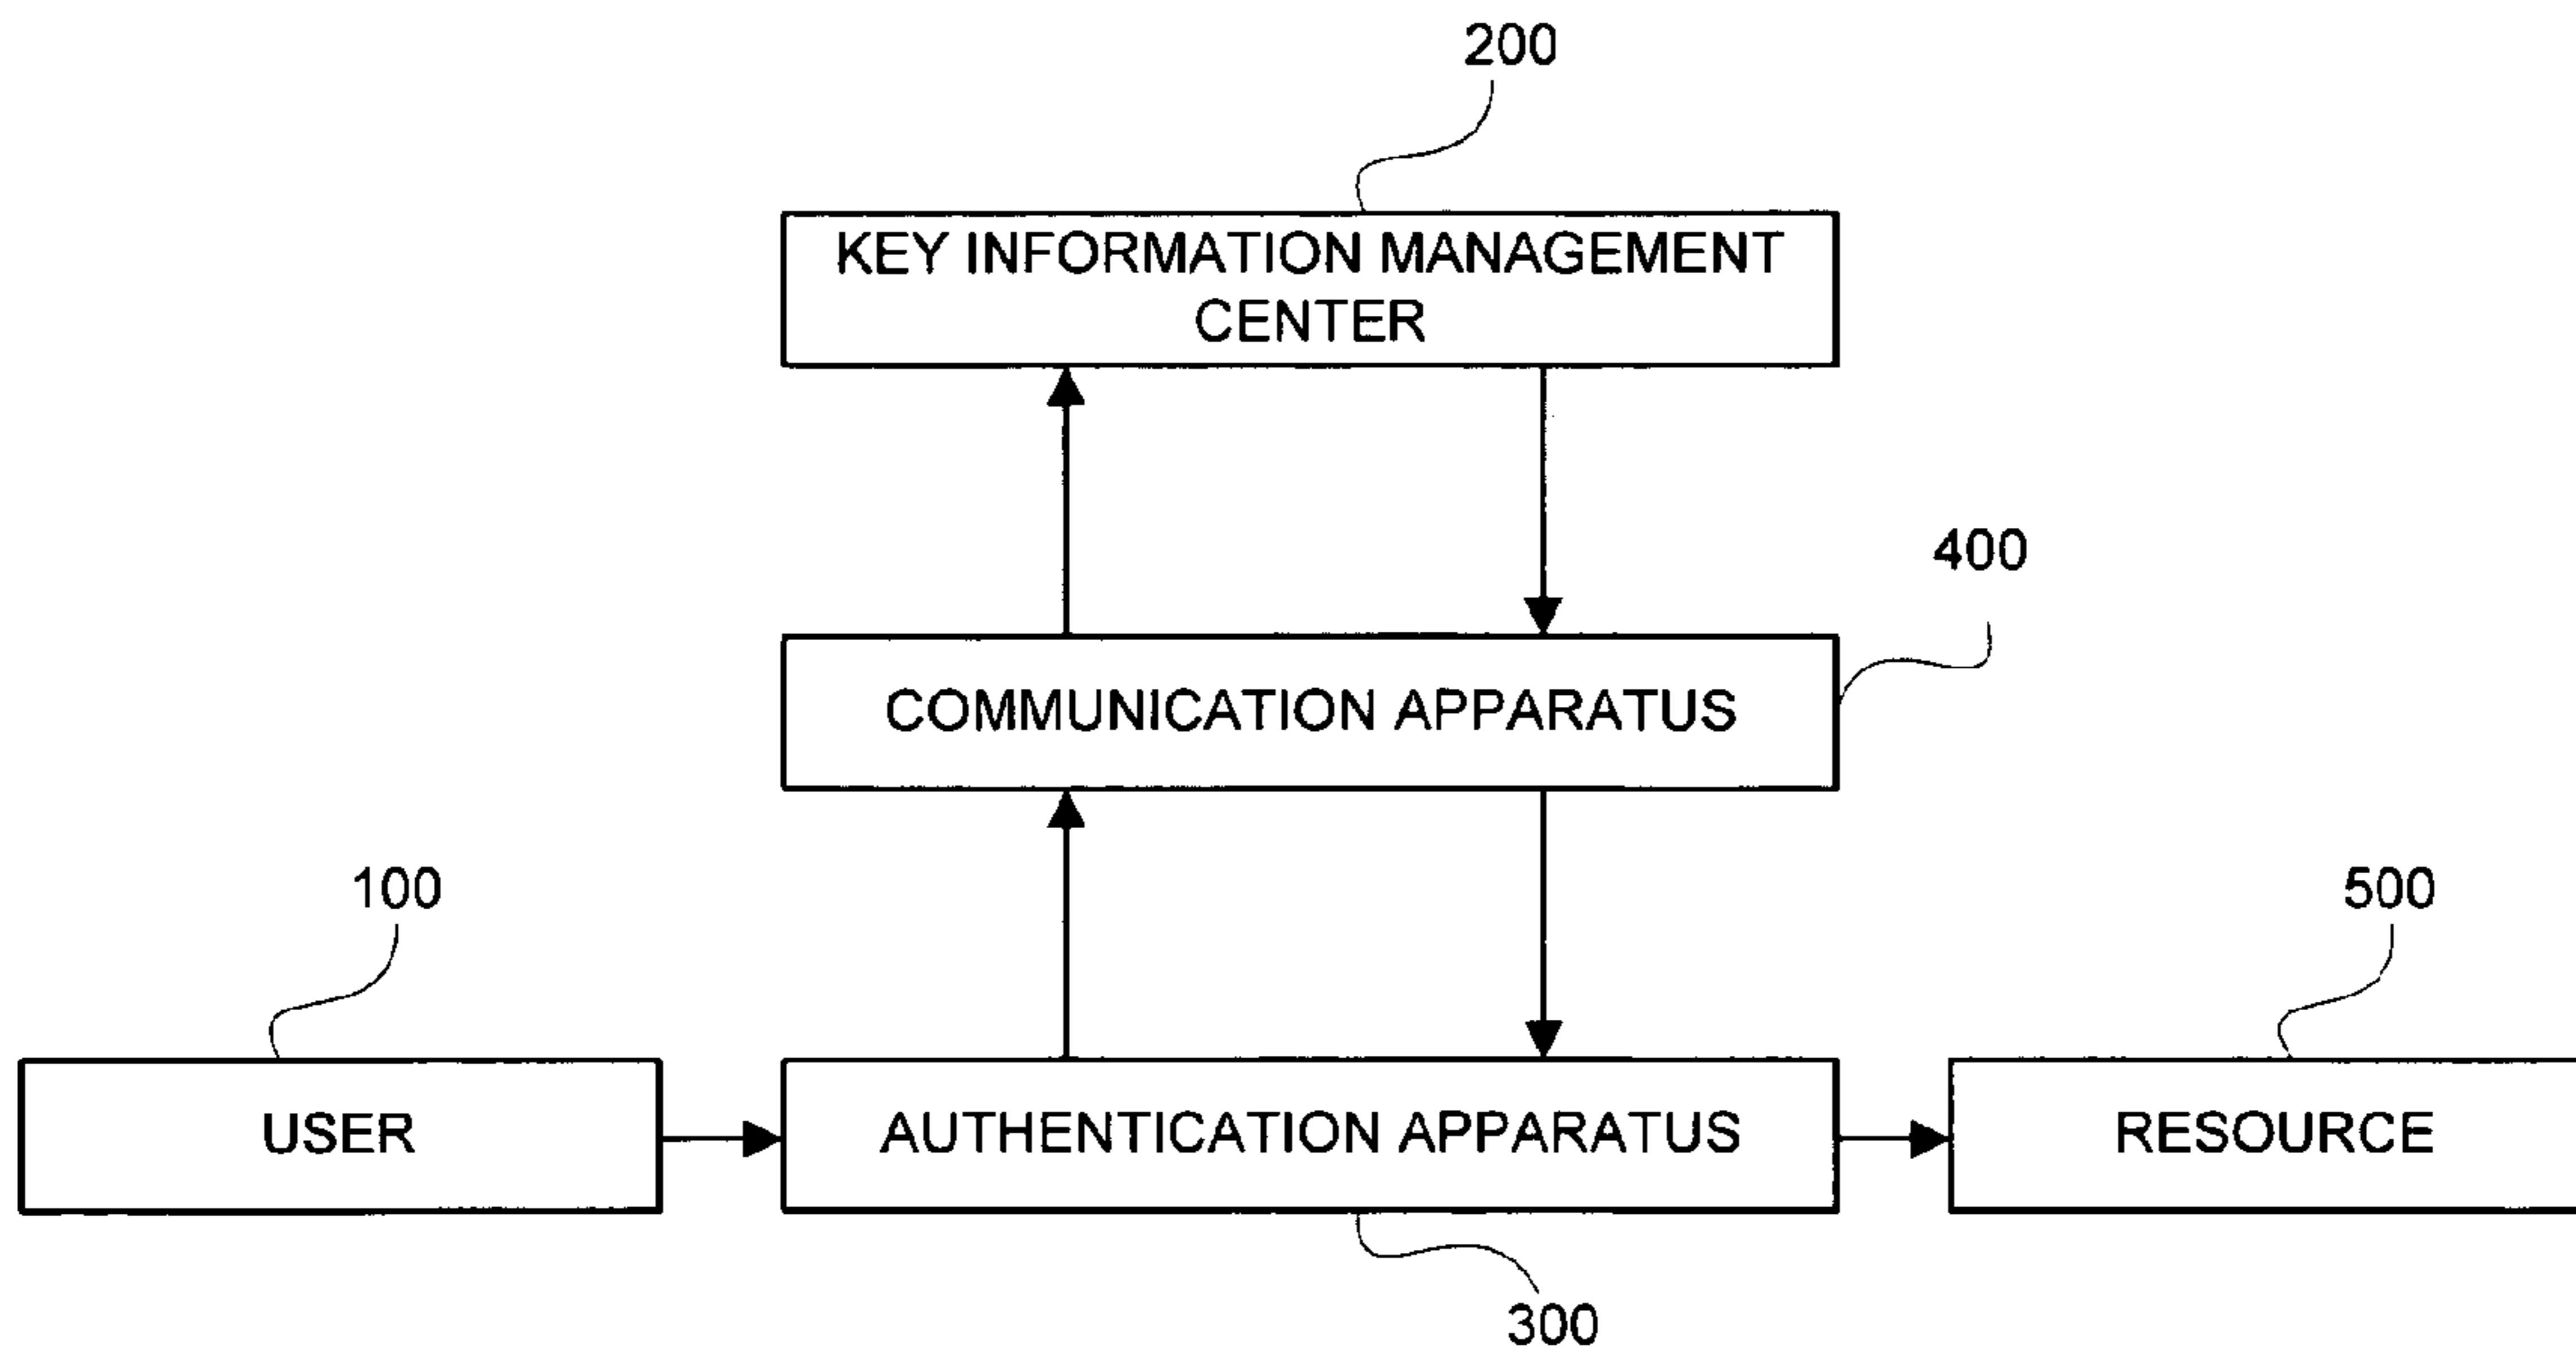 200
KEY INFORMATION MANAGEMENT
CENTER
400
COMMUNICATION APPARATUS
100
500
USER
AUTHENTICATION APPARATUS
RESOURCE
300